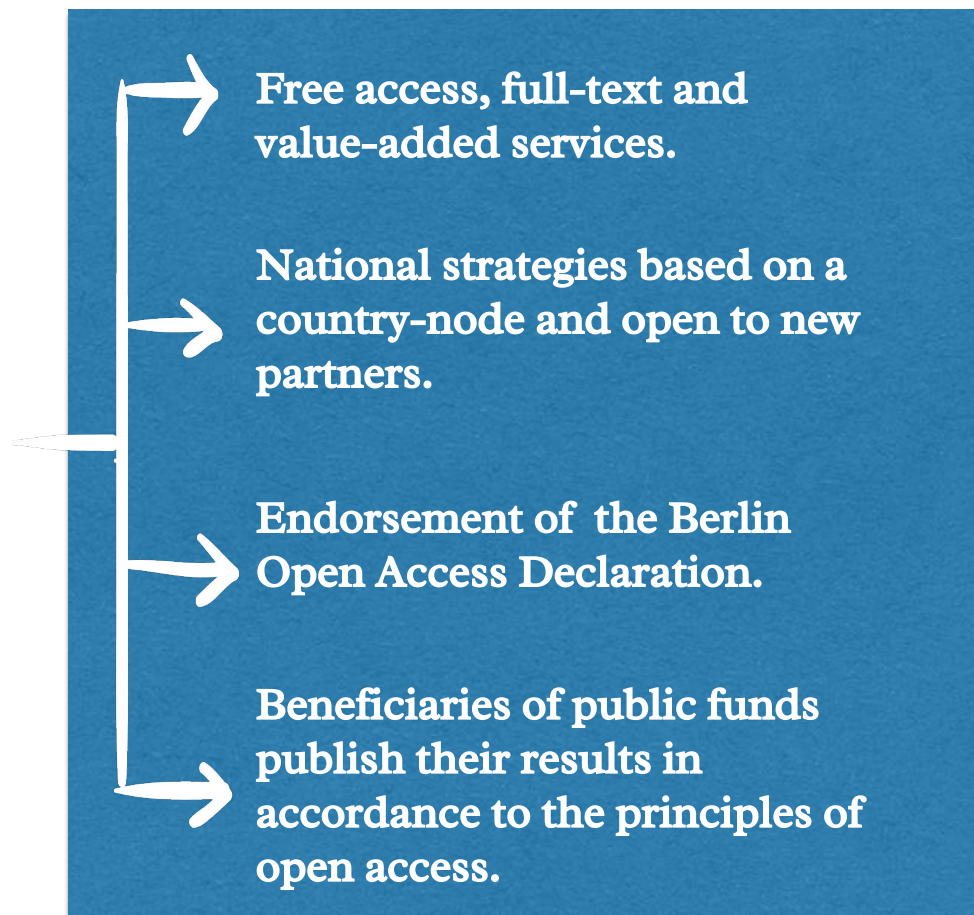 Free access, full-text and
value-added services.
National strategies based on a
country-node and open to new
partners.
Endorsement of  the Berlin
Open Access Declaration.
Beneficiaries of public funds
publish their results in
accordance to the principles of
open access.